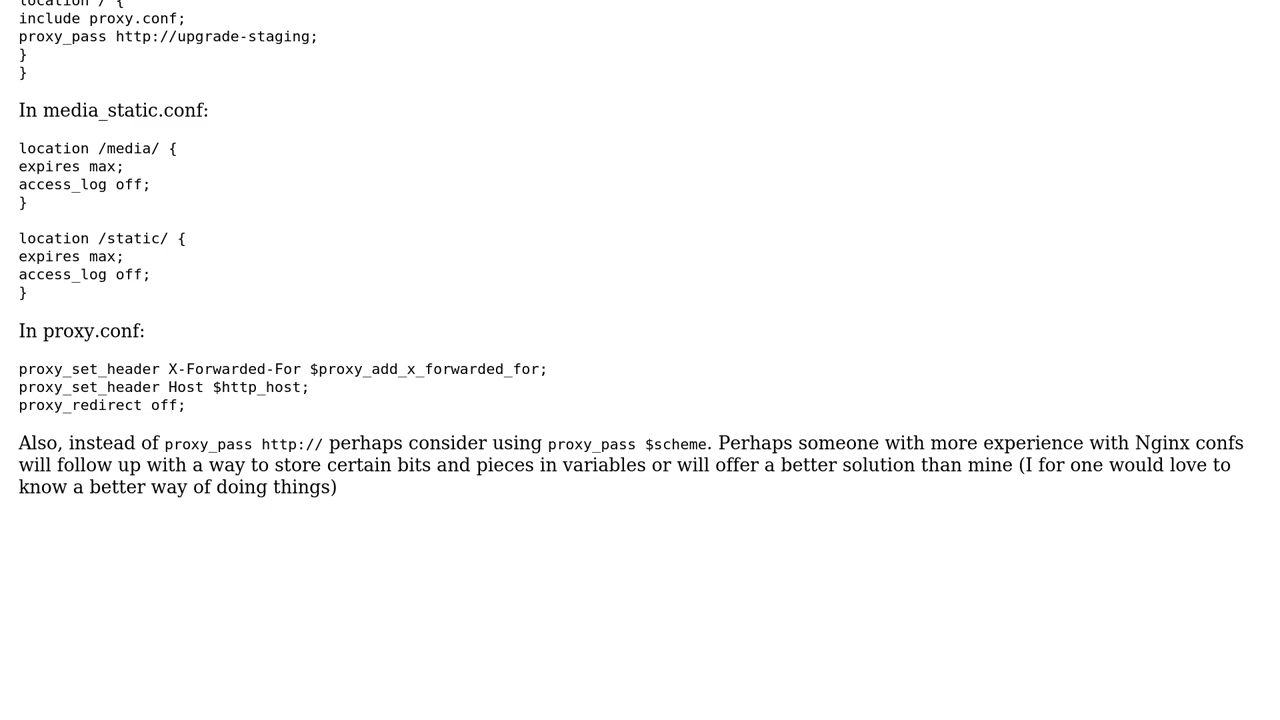 location / {
include proxy.conf;
proxy_pass http://upgrade-staging;
}
}
In media_static.conf:
location /media/ {
expires max;
access_log off;
}
location /static/ {
expires max;
access_log off;
}
In proxy.conf:
proxy_set_header X-Forwarded-For $proxy_add_x_forwarded_for;
proxy_set_header Host $http_host;
proxy_redirect off;
Also, instead of proxy_pass http:// perhaps consider using proxy_pass $scheme. Perhaps someone with more experience with Nginx confs
will follow up with a way to store certain bits and pieces in variables or will offer a better solution than mine (I for one would love to
know a better way of doing things)